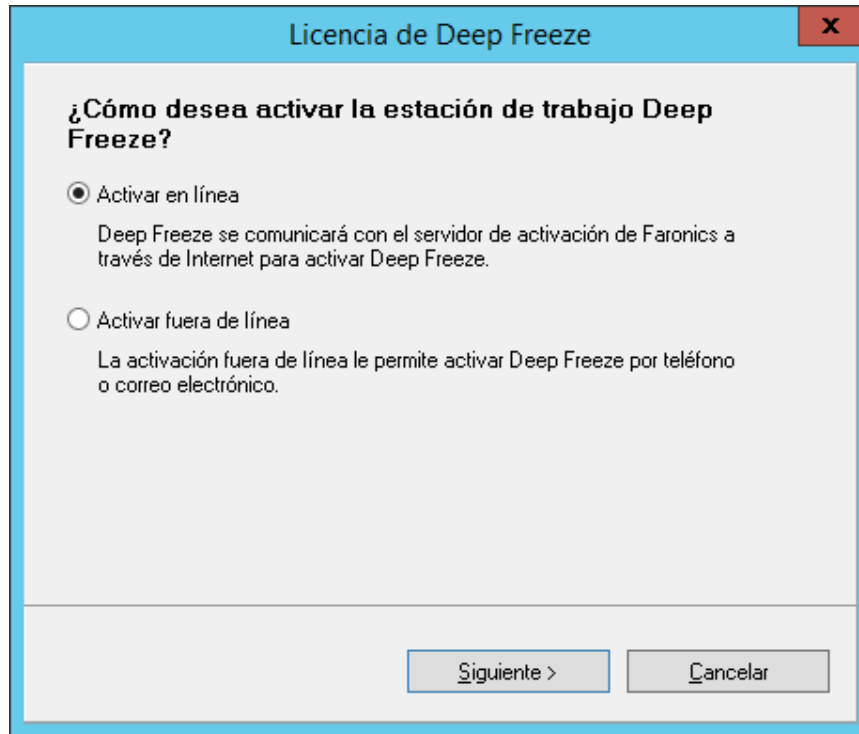 Licencia de Deep Freeze
x
¿Cómo desea activar la estación de trabajo Deep
Freeze?
Activar en línea
Deep Freeze se comunicará con el servidor de activación de Faronics a
través de Internet para activar Deep Freeze.
Activar fuera de línea
La activación fuera de línea le permite activar Deep Freeze por teléfono
o correo electrónico.
Siguiente >
Cancelar